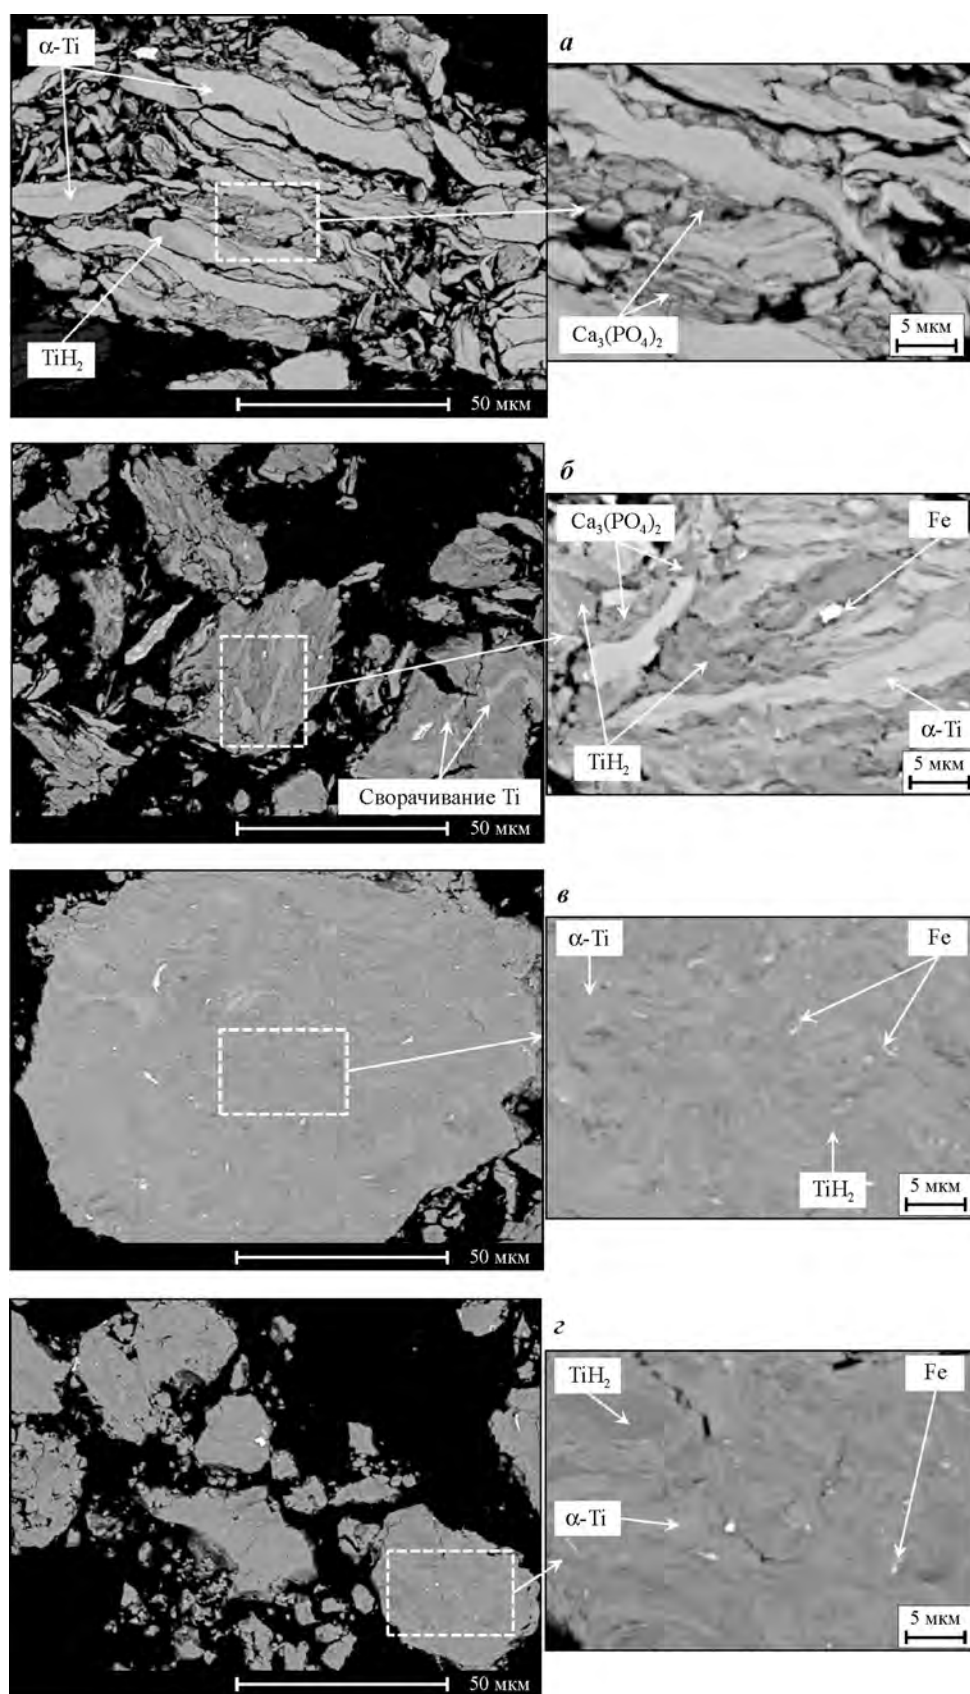 α-Ti
TiH₂
50 мкм
а
Ca₃(PO₄)₂
5 мкм
Сворачивание Ti
50 мкм
б
Ca₃(PO₄)₂
Fe
TiH₂
α-Ti
5 мкм
50 мкм
в
α-Ti
Fe
TiH₂
5 мкм
50 мкм
г
TiH₂
Fe
α-Ti
5 мкм